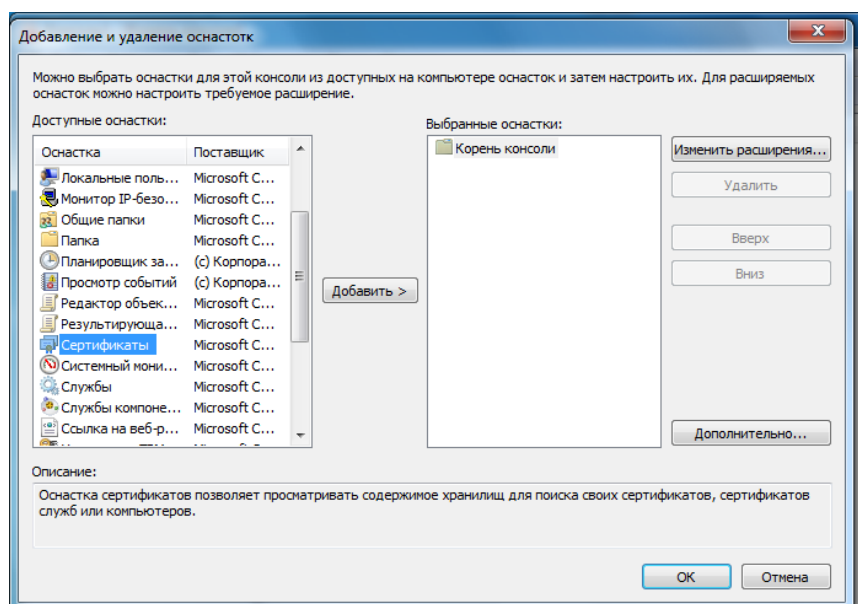 Добавление и удаление оснастотк
Можно выбрать оснастки для этой консоли из доступных на компьютере оснасток и затем настроить их. Для расширяемых
оснасток можно настроить требуемое расширение.
Доступные оснастки:
Выбранные оснастки:
Оснастка Поставщик
Локальные поль... Microsoft C...
Монитор IP-безо... Microsoft C...
Общие папки Microsoft C...
Папка Microsoft C...
Планировщик за... (c) Корпора...
Просмотр событий (c) Корпора...
Редактор объек... Microsoft C...
Результирующа... Microsoft C...
Сертификаты Microsoft C...
Системный мони... Microsoft C...
Службы Microsoft C...
Службы компоне... Microsoft C...
Ссылка на веб-р... Microsoft C...
Добавить >
Корень консоли
Изменить расширения...
Удалить
Вверх
Вниз
Дополнительно...
Описание:
Оснастка сертификатов позволяет просматривать содержимое хранилищ для поиска своих сертификатов, сертификатов
служб или компьютеров.
ОК
Отмена